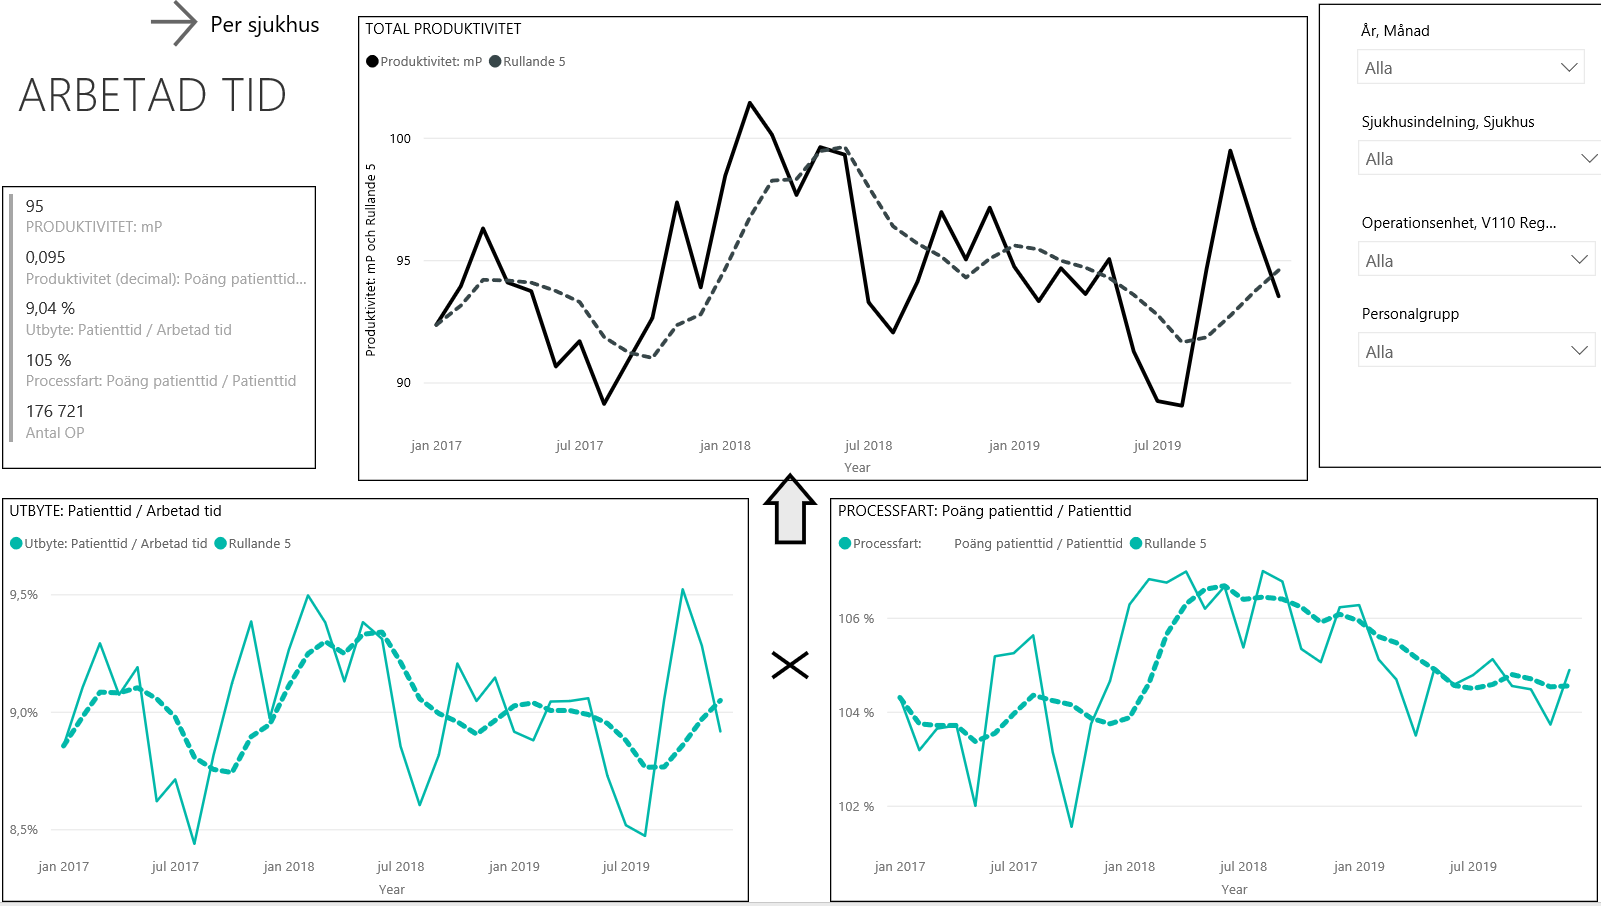 Per sjukhus
ARBETAD TID
95
PRODUKTIVITET: mP
0,095
Produktivitet (decimal): Poäng patienttid...
9,04 %
Utbyte: Patienttid / Arbetad tid
105 %
Processfart: Poäng patienttid / Patienttid
176 721
Antal OP
TOTAL PRODUKTIVITET
Produktivitet: mP Rullande 5
Produktivitet: mP och Rullande 5
100
95
90
jan 2017 jul 2017 jan 2018 jul 2018 jan 2019 jul 2019
Year
År, Månad
Alla
Sjukhusindelning, Sjukhus
Alla
Operationsenhet, V110 Reg...
Alla
Personalgrupp
Alla
UTBYTE: Patienttid / Arbetad tid
Utbyte: Patienttid / Arbetad tid Rullande 5
9,5%
9,0%
8,5%
jan 2017 jul 2017 jan 2018 jul 2018 jan 2019 jul 2019
Year
PROCESSFART: Poäng patienttid / Patienttid
Processfart: Poäng patienttid / Patienttid Rullande 5
106 %
104 %
102 %
jan 2017 jul 2017 jan 2018 jul 2018 jan 2019 jul 2019
Year